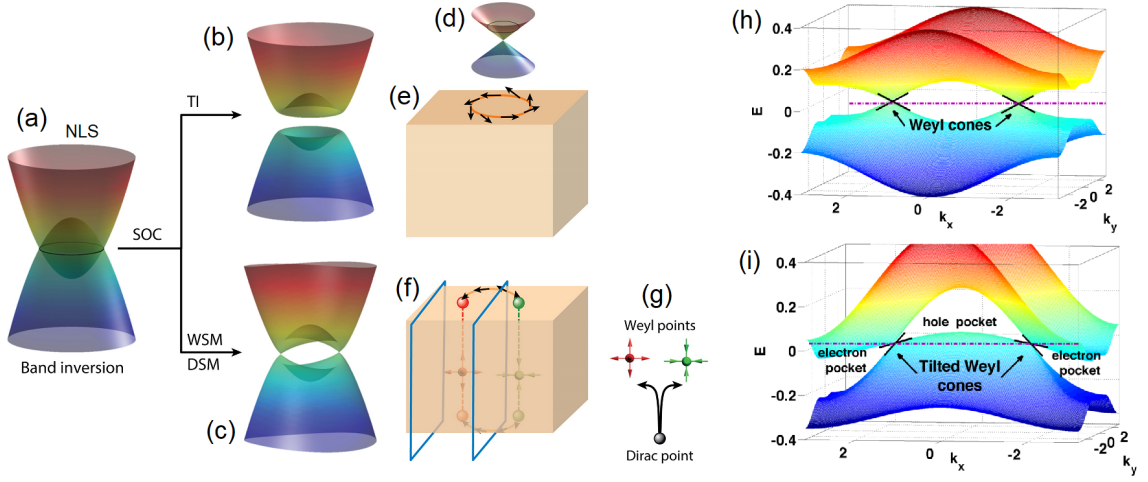 (a)
NLS
Band inversion
SOC
TI
WSM
DSM
(b)
(c)
(d)
(e)
(f)
(g)
Weyl points
Dirac point
(h)
0.4
0.2
0
-0.2
-0.4
E
Weyl cones
2
0
-2
k_x
2
0
-2
k_y
(i)
0.4
0.2
0
-0.2
-0.4
E
hole pocket
electron
pocket
electron
pocket
Tilted Weyl
cones
2
0
-2
k_x
2
0
-2
k_y